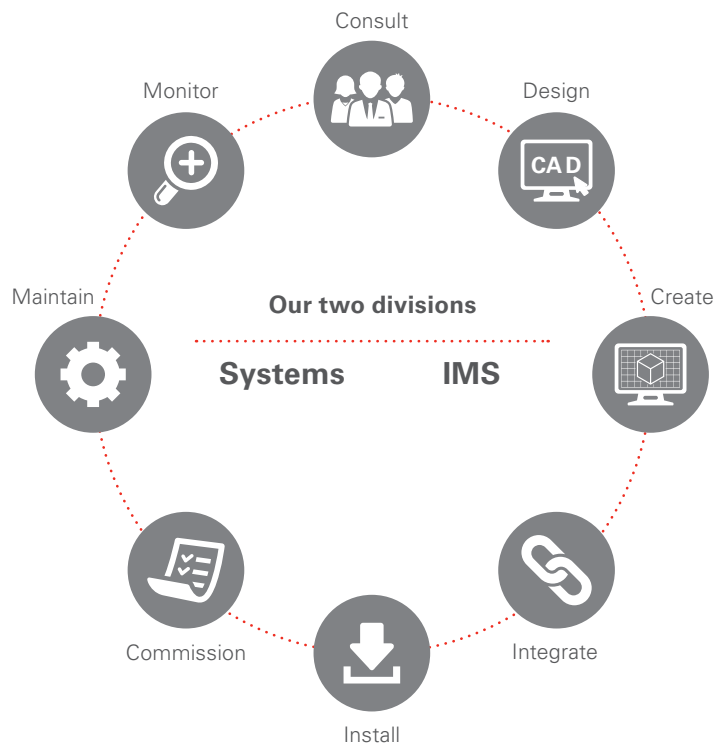 Consult
Monitor
Design
CAD
Maintain
Our two divisions
Create
Systems IMS
Commission
Integrate
Install